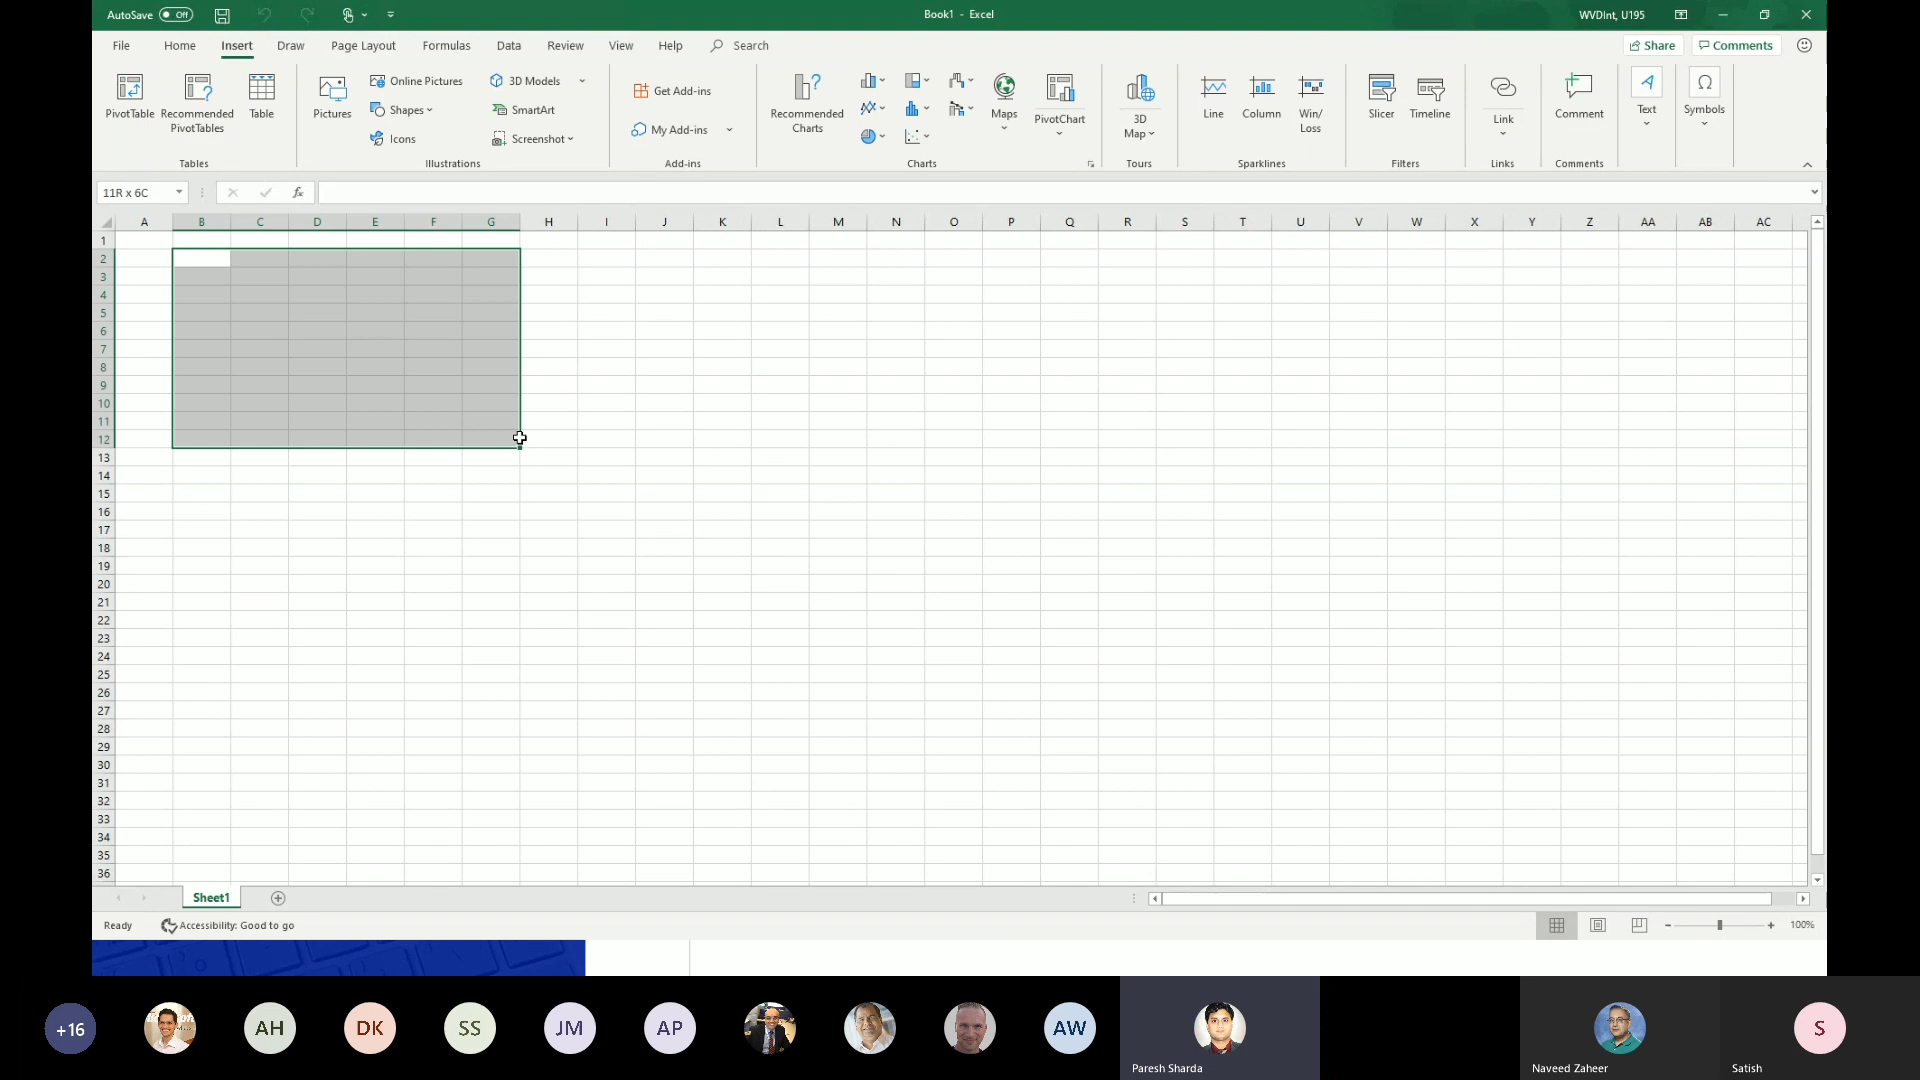 AutoSave Off
Book1 - Excel
WVDInt, U195
File Home Insert Draw Page Layout Formulas Data Review View Help Search
Share Comments
PivotTable
Recommended PivotTables
Table
Tables
Pictures
Online Pictures
Shapes
Icons
3D Models
SmartArt
Screenshot
Illustrations
Get Add-ins
My Add-ins
Add-ins
Recommended Charts
Maps
PivotChart
Charts
3D Map
Tours
Line
Column
Win/Loss
Sparklines
Slicer
Timeline
Filters
Link
Links
Comment
Comments
Text
Symbols
11R x 6C
fx
A B C D E F G H I J K L M N O P Q R S T U V W X Y Z AA AB AC
1
2
3
4
5
6
7
8
9
10
11
12
13
14
15
16
17
18
19
20
21
22
23
24
25
26
27
28
29
30
31
32
33
34
35
36
Sheet1
Ready
Accessibility: Good to go
100%
+16 AH DK SS JM AP AW S
Paresh Sharda
Naveed Zaheer
Satish